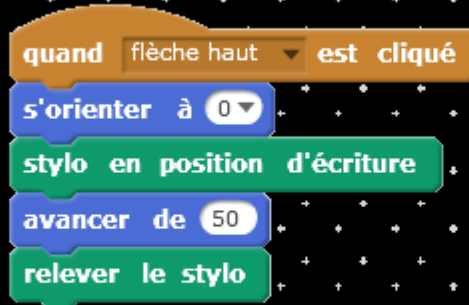 quand flèche haut est cliqué
s'orienter à 0
stylo en position d'écriture
avancer de 50
relever le stylo